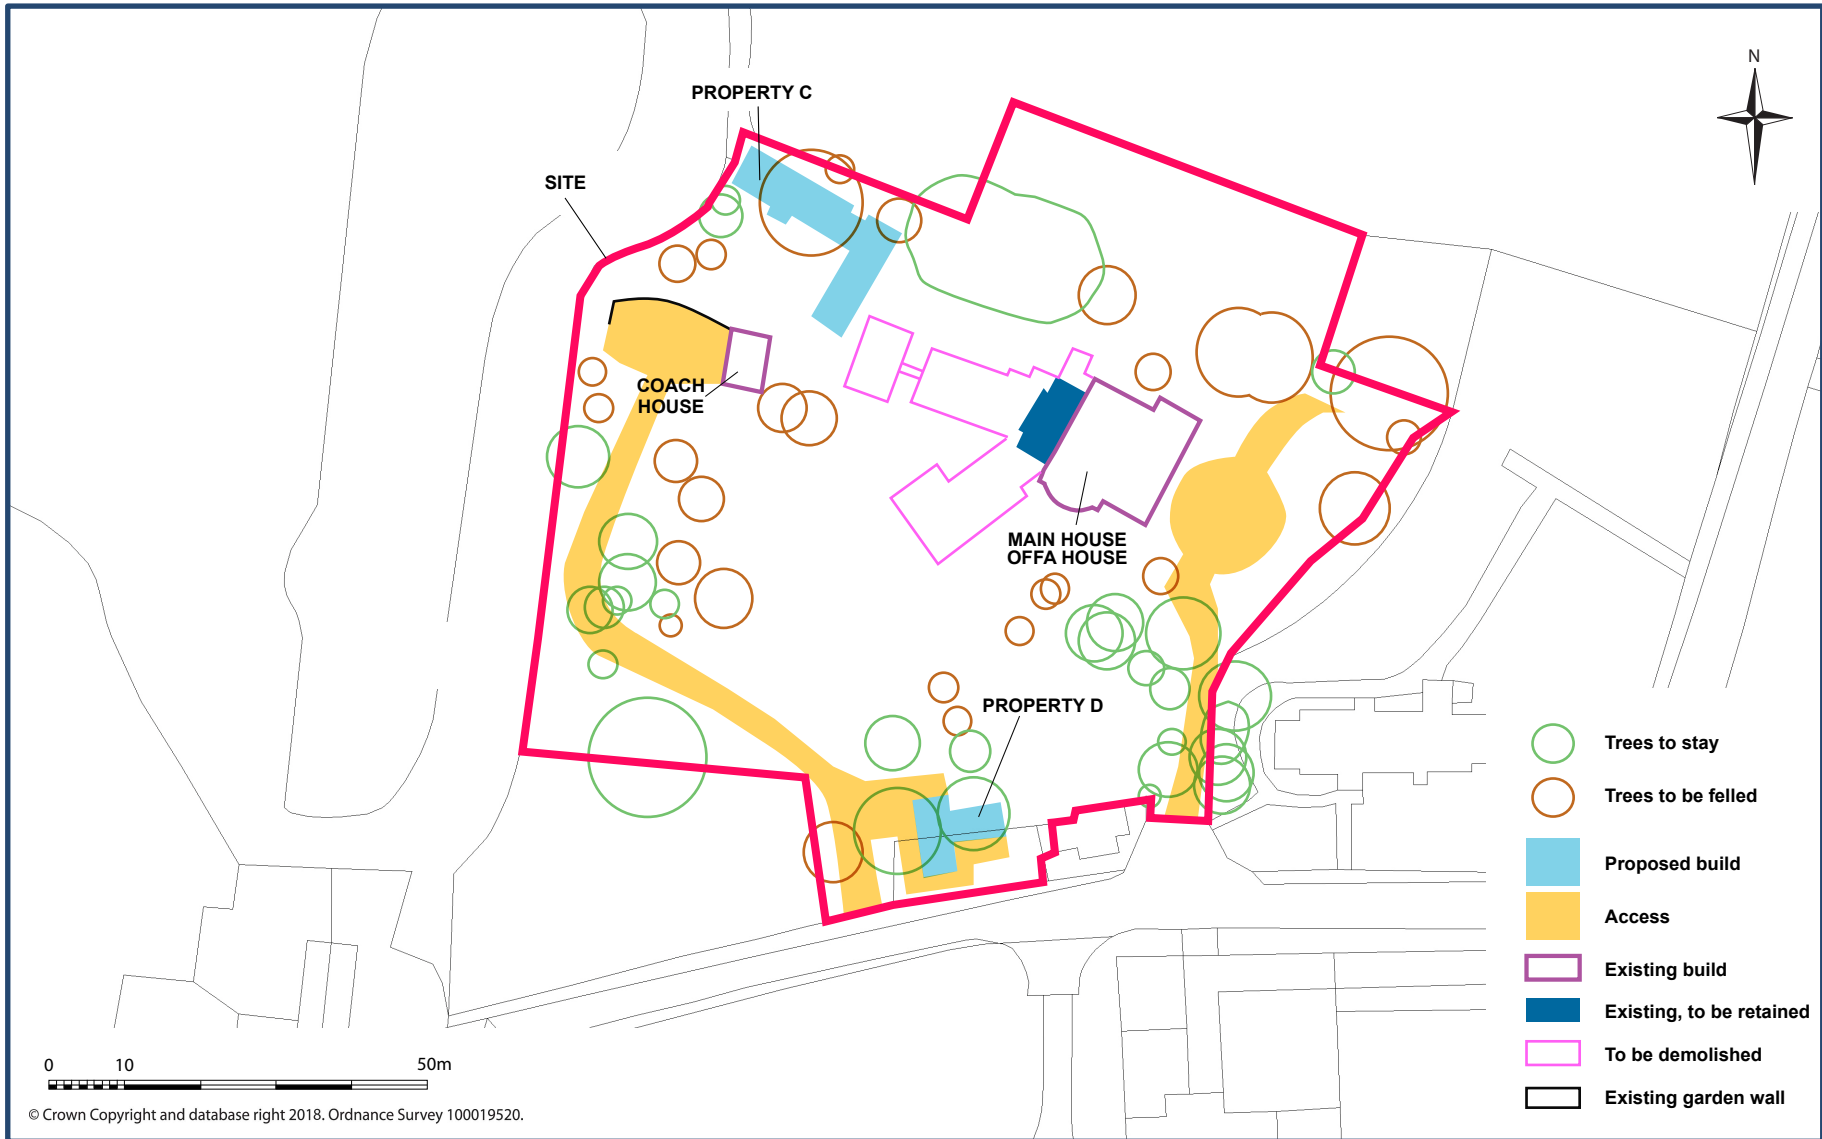 N
PROPERTY C
SITE
COACH
HOUSE
MAIN HOUSE
OFFA HOUSE
PROPERTY D
Trees to stay
Trees to be felled
Proposed build
Access
Existing build
Existing, to be retained
To be demolished
Existing garden wall
0 10 50m
© Crown Copyright and database right 2018. Ordnance Survey 100019520.